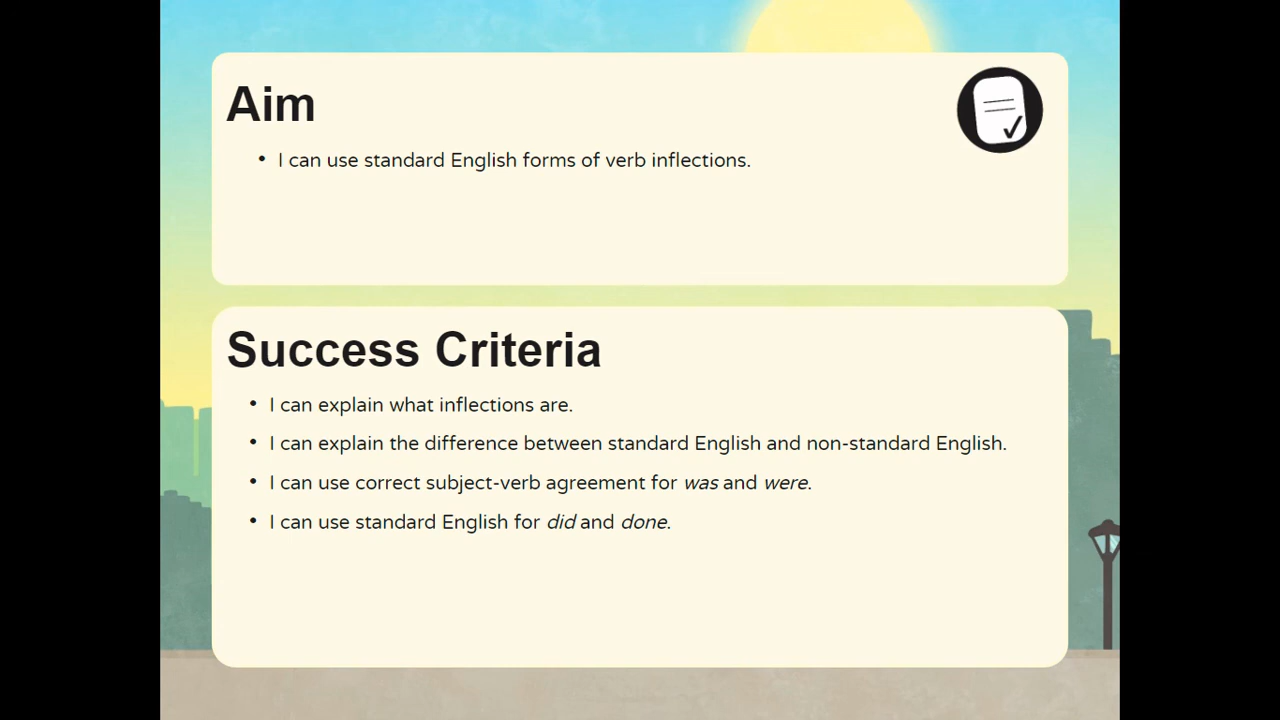 Aim
• I can use standard English forms of verb inflections.
Success Criteria
• I can explain what inflections are.
• I can explain the difference between standard English and non-standard English.
• I can use correct subject-verb agreement for was and were.
• I can use standard English for did and done.